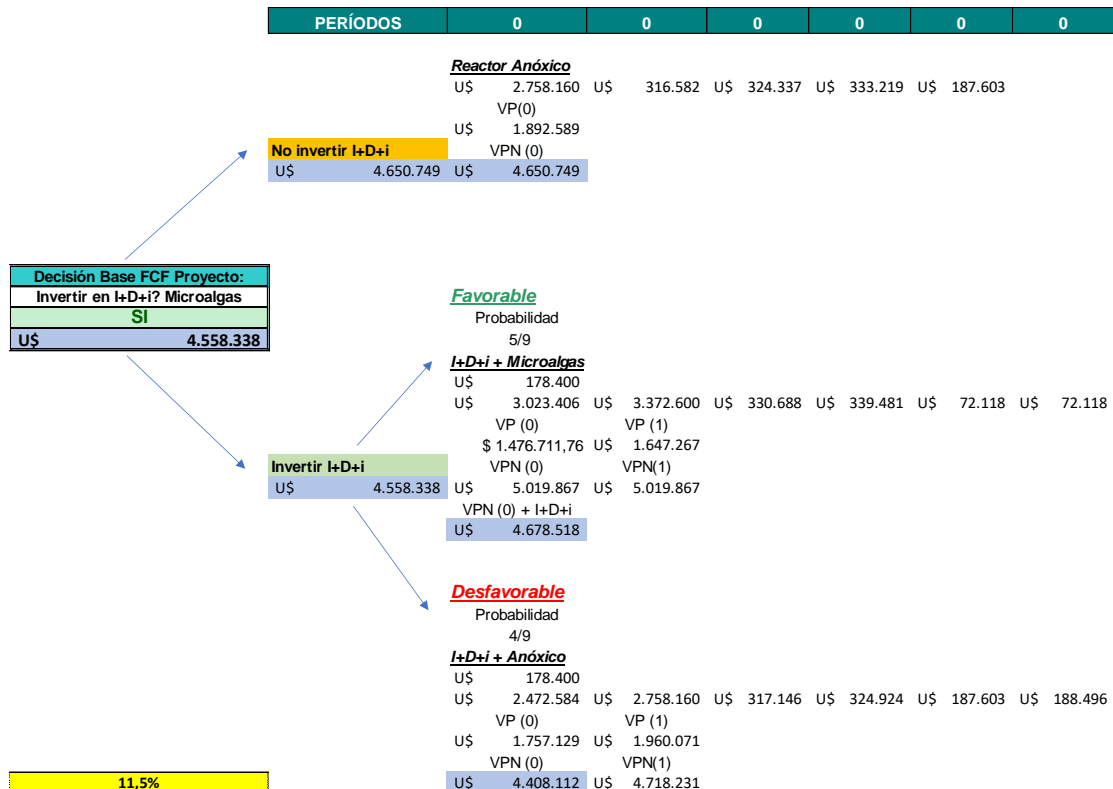 PERÍODOS 0 0 0 0 0 0
Reactor Anóxico
U$ 2.758.160 U$ 316.582 U$ 324.337 U$ 333.219 U$ 187.603
VP(0)
U$ 1.892.589
No invertir I+D+i VPN (0)
U$ 4.650.749 U$ 4.650.749
Decisión Base FCF Proyecto:
Invertir en I+D+i? Microalgas
SI
U$ 4.558.338
Favorable
Probabilidad
5/9
I+D+i + Microalgas
U$ 178.400
U$ 3.023.406 U$ 3.372.600 U$ 330.688 U$ 339.481 U$ 72.118 U$ 72.118
VP (0) VP (1)
$ 1.476.711,76 U$ 1.647.267
Invertir I+D+i VPN (0) VPN(1)
U$ 4.558.338 U$ 5.019.867 U$ 5.019.867
VPN (0) + I+D+i
U$ 4.678.518
Desfavorable
Probabilidad
4/9
I+D+i + Anóxico
U$ 178.400
U$ 2.472.584 U$ 2.758.160 U$ 317.146 U$ 324.924 U$ 187.603 U$ 188.496
VP (0) VP (1)
U$ 1.757.129 U$ 1.960.071
VPN (0) VPN(1)
11,5% U$ 4.408.112 U$ 4.718.231